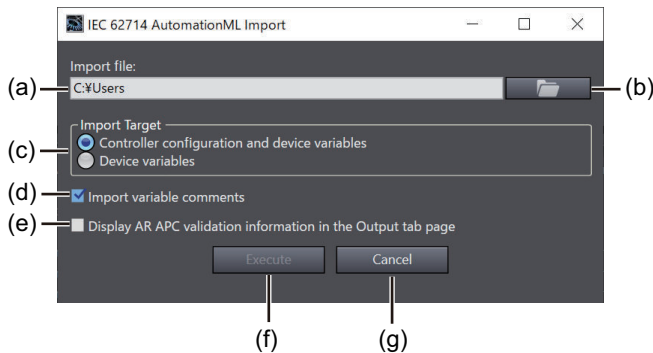 IEC 62714 AutomationML Import
Import file:
(a) C:¥Users (b)
Import Target
(c) Controller configuration and device variables
Device variables
(d) Import variable comments
(e) Display AR APC validation information in the Output tab page
Execute Cancel
(f) (g)